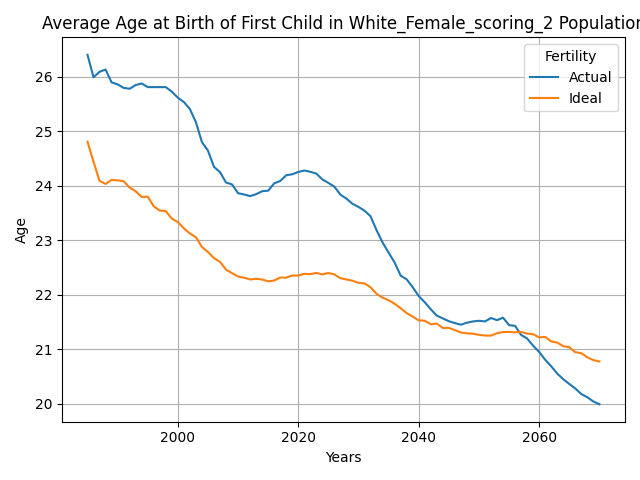 Average Age at Birth of First Child in White_Female_scoring_2 Population
Fertility
Actual
Ideal
Age
26
25
24
23
22
21
20
2000
2020
2040
2060
Years